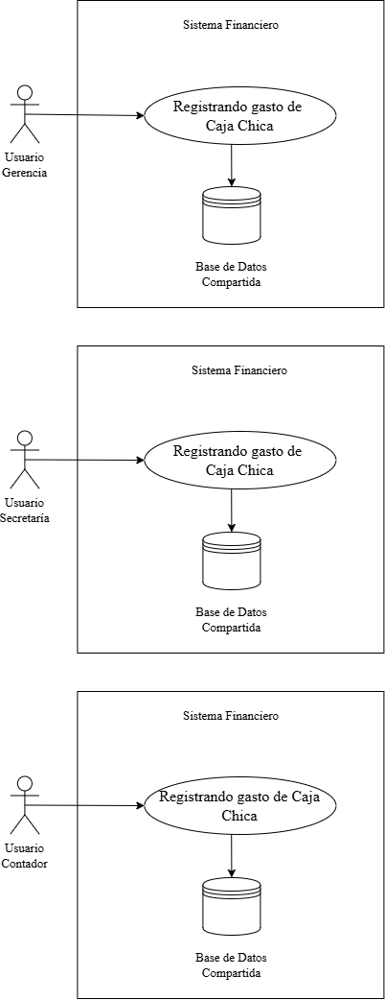 Sistema Financiero
Registrando gasto de
Caja Chica
Usuario
Gerencia
Base de Datos
Compartida
Sistema Financiero
Registrando gasto de
Caja Chica
Usuario
Secretaría
Base de Datos
Compartida
Sistema Financiero
Registrando gasto de Caja
Chica
Usuario
Contador
Base de Datos
Compartida